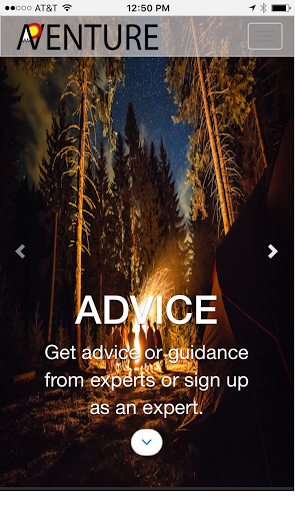 AT&T 12:50 PM
AVENTURE
ADVICE
Get advice or guidance
from experts or sign up
as an expert.